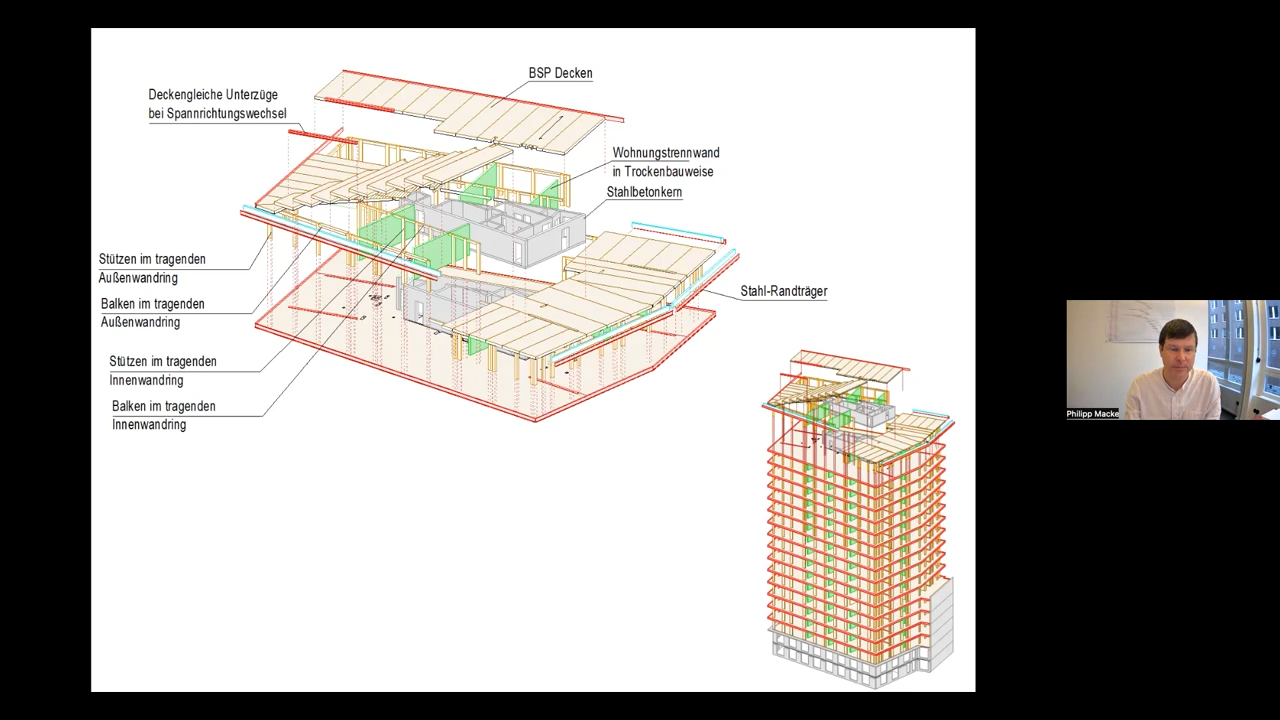 BSP Decken
Deckengleiche Unterzüge
bei Spannrichtungswechsel
Wohnungstrennwand
in Trockenbauweise
Stahlbetonkern
Stützen im tragenden
Außenwandring
Balken im tragenden
Außenwandring
Stahl-Randträger
Stützen im tragenden
Innenwandring
Balken im tragenden
Innenwandring
Philipp Macke